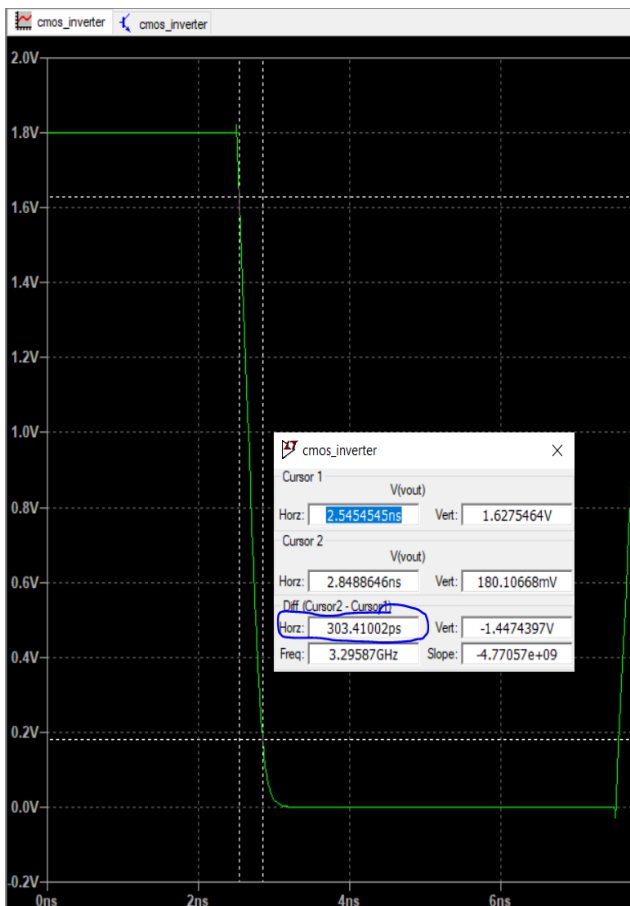 cmos_inverter cmos_inverter
2.0V
1.8V
1.6V
1.4V
1.2V
1.0V
0.8V
0.6V
0.4V
0.2V
0.0V
-0.2V
0ns 2ns 4ns 6ns
cmos_inverter
Cursor 1
V(vout)
Horz: 2.5454545ns Vert: 1.6275464V
Cursor 2
V(vout)
Horz: 2.8488646ns Vert: 180.10668mV
Diff (Cursor2 - Cursor1)
Horz: 303.41002ps Vert: -1.4474397V
Freq: 3.29587GHz Slope: -4.77057e+09